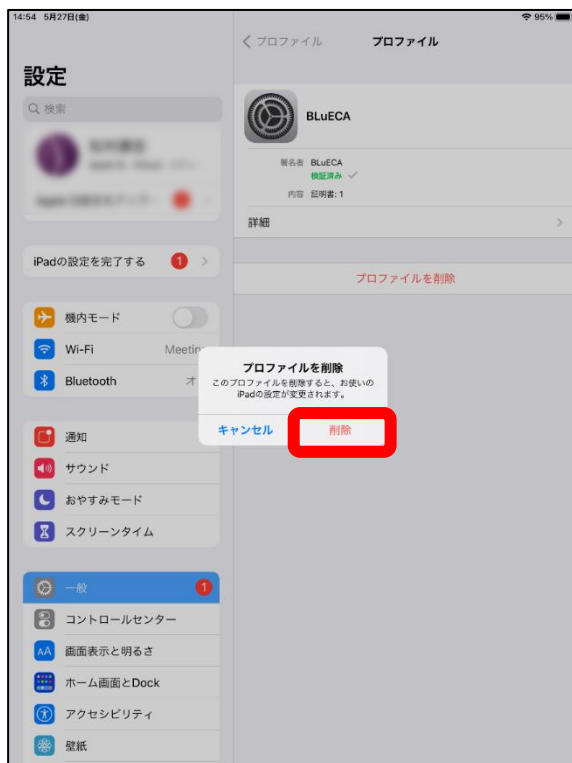 14:54 5月27日(金)
95%
プロファイル
プロファイル
設定
検索
BLuECA
署名者 BLuECA
検証済み
内容 証明書: 1
詳細
iPadの設定を完了する 1
プロファイルを削除
機内モード
Wi-Fi
Bluetooth
プロファイルを削除
このプロファイルを削除すると、お使いの
iPadの設定が変更されます。
キャンセル 削除
通知
サウンド
おやすみモード
スクリーンタイム
一般 1
コントロールセンター
AA 画面表示と明るさ
ホーム画面とDock
アクセシビリティ
壁紙